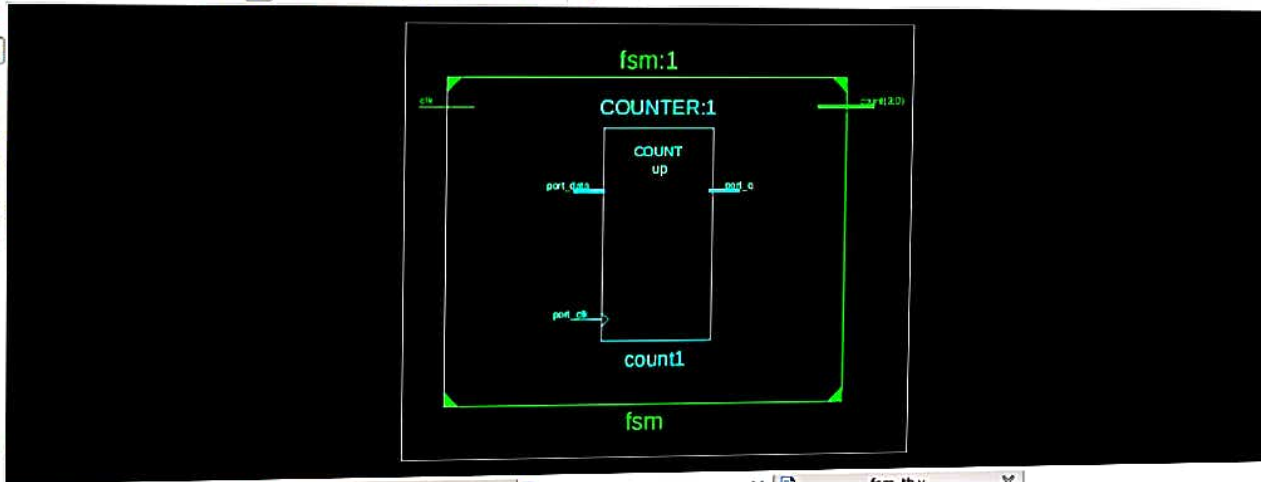 fsm:1
clk
count(3:0)
COUNTER:1
COUNT
up
port_data
port_q
port_clk
count1
fsm